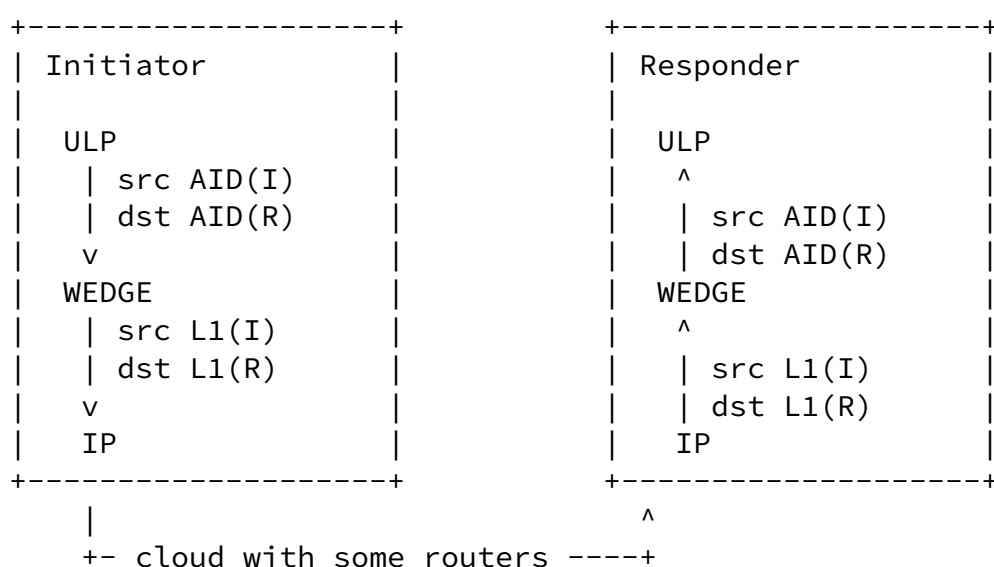 +--------------------+           +--------------------+
| Initiator          |           | Responder          |
|                    |           |                    |
|  ULP               |           |  ULP               |
|   | src AID(I)     |           |   ^                |
|   | dst AID(R)     |           |   | src AID(I)     |
|   v                |           |   | dst AID(R)     |
|  WEDGE             |           |  WEDGE             |
|   | src L1(I)      |           |   ^                |
|   | dst L1(R)      |           |   | src L1(I)      |
|   v                |           |   | dst L1(R)      |
|   IP               |           |   IP               |
+--------------------+           +--------------------+
    |                              ^
    +- cloud with some routers ----+